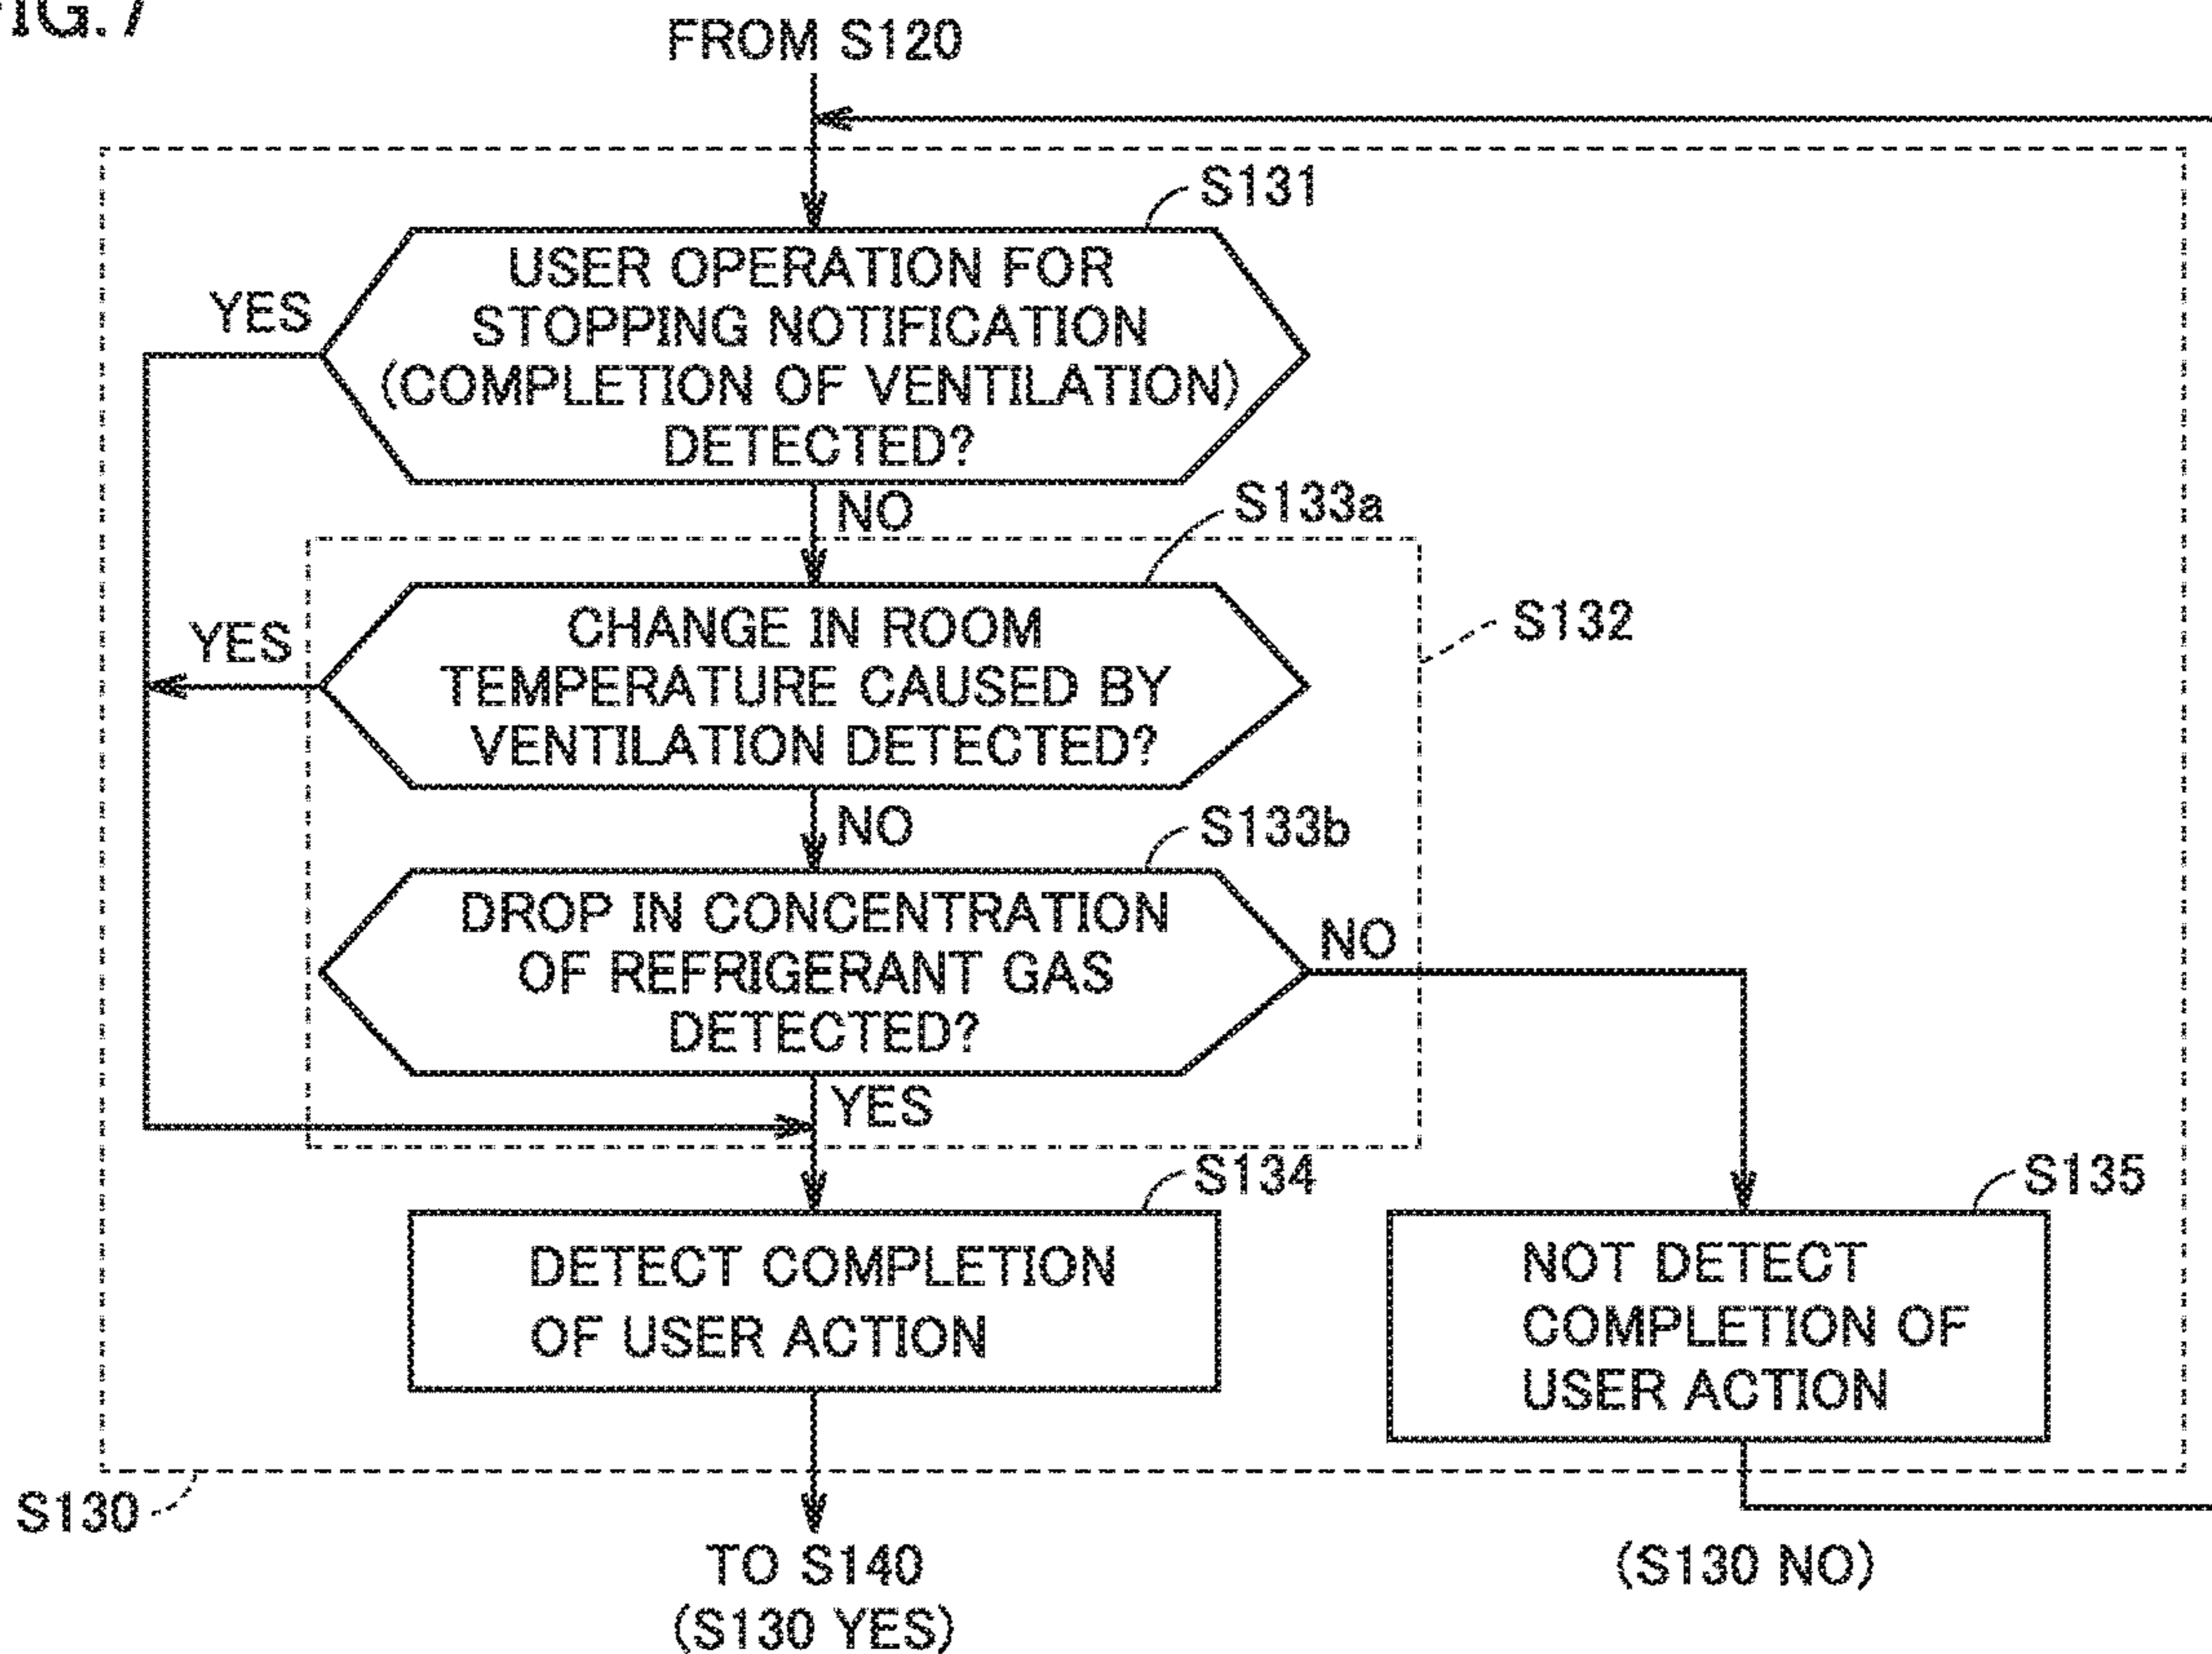 FIG. 7
FROM S120
S131
USER OPERATION FOR
STOPPING NOTIFICATION
(COMPLETION OF VENTILATION)
DETECTED?
YES
NO
S133a
CHANGE IN ROOM
TEMPERATURE CAUSED BY
VENTILATION DETECTED?
YES
S132
NO
S133b
DROP IN CONCENTRATION
OF REFRIGERANT GAS
DETECTED?
NO
YES
S134
DETECT COMPLETION
OF USER ACTION
S135
NOT DETECT
COMPLETION OF
USER ACTION
S130
TO S140
(S130 YES)
(S130 NO)